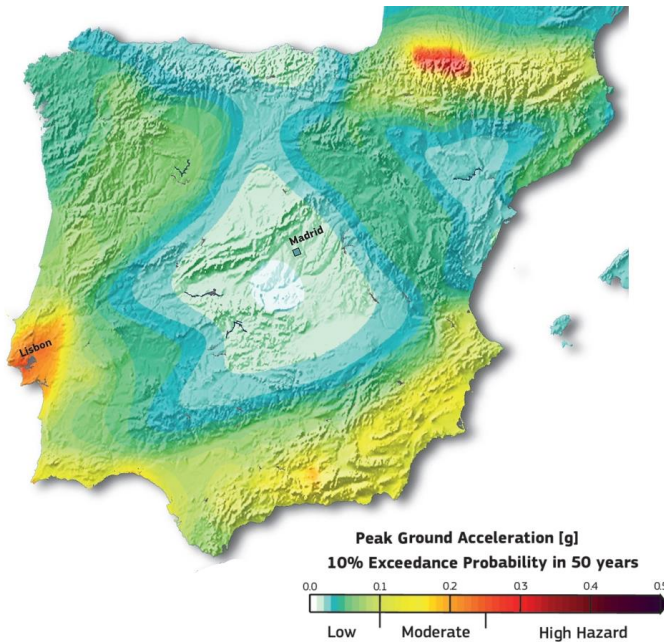 Madrid
Lisbon
Peak Ground Acceleration [g]
10% Exceedance Probability in 50 years
0.0 0.1 0.2 0.3 0.4 0.5
Low Moderate High Hazard